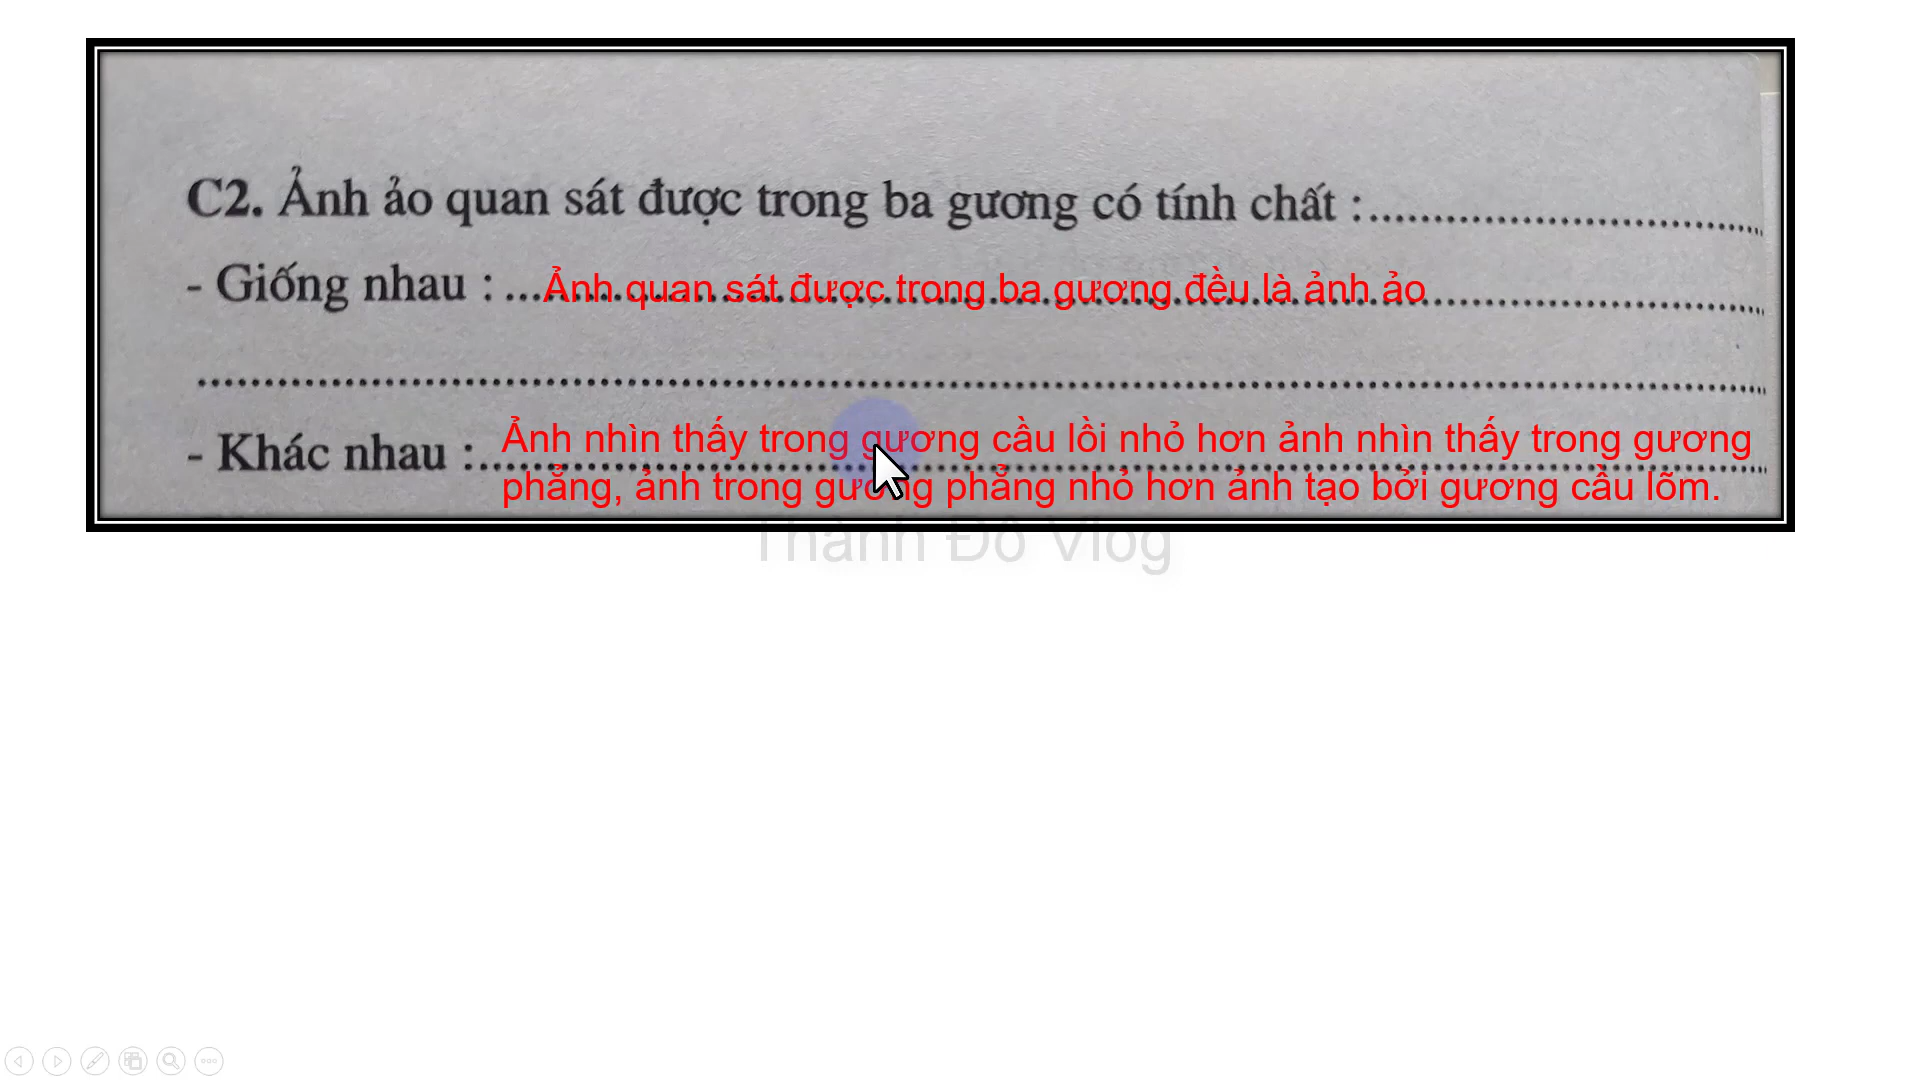 C2. Ảnh ảo quan sát được trong ba gương có tính chất :
- Giống nhau : Ảnh quan sát được trong ba gương đều là ảnh ảo
- Khác nhau : Ảnh nhìn thấy trong gương cầu lồi nhỏ hơn ảnh nhìn thấy trong gương
phẳng, ảnh trong gương phẳng nhỏ hơn ảnh tạo bởi gương cầu lõm.
Thành Đô Vlog